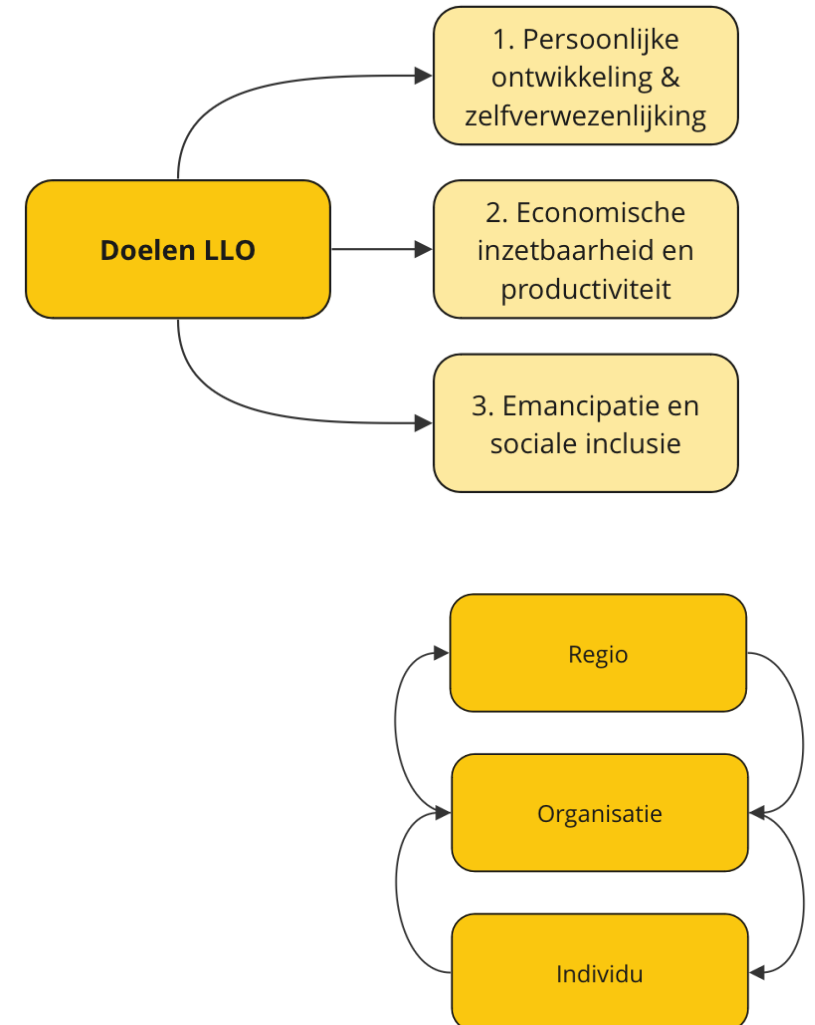 1. Persoonlijke
ontwikkeling &
zelfverwezenlijking
Doelen LLO
2. Economische
inzetbaarheid en
productiviteit
3. Emancipatie en
sociale inclusie
Regio
Organisatie
Individu